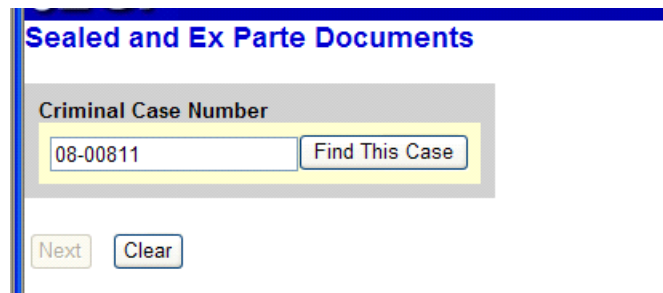 Sealed and Ex Parte Documents
Criminal Case Number
08-00811 Find This Case
Next Clear